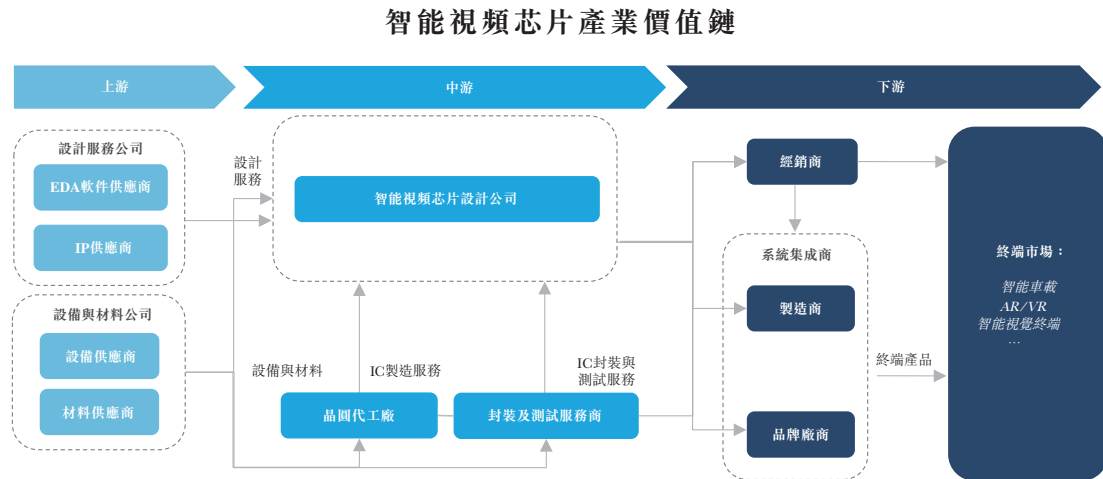 智能視頻芯片產業價值鏈
上游
中游
下游
設計服務公司
EDA軟件供應商
IP供應商
設備與材料公司
設備供應商
材料供應商
設計
服務
智能視頻芯片設計公司
設備與材料
IC製造服務
IC封裝與
測試服務
晶圓代工廠
封裝及測試服務商
經銷商
系統集成商
製造商
品牌廠商
終端產品
終端市場：
智能車載
AR/VR
智能視覺終端
…